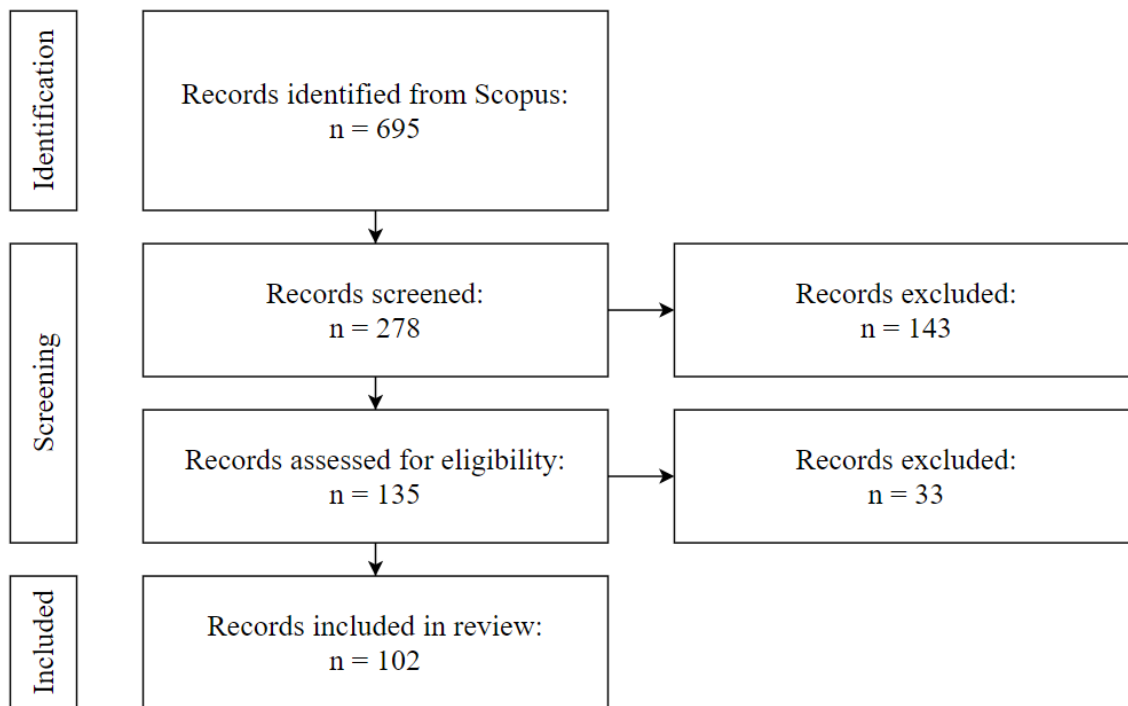 Identification
Records identified from Scopus:
n = 695
Screening
Records screened:
n = 278
Records excluded:
n = 143
Records assessed for eligibility:
n = 135
Records excluded:
n = 33
Included
Records included in review:
n = 102